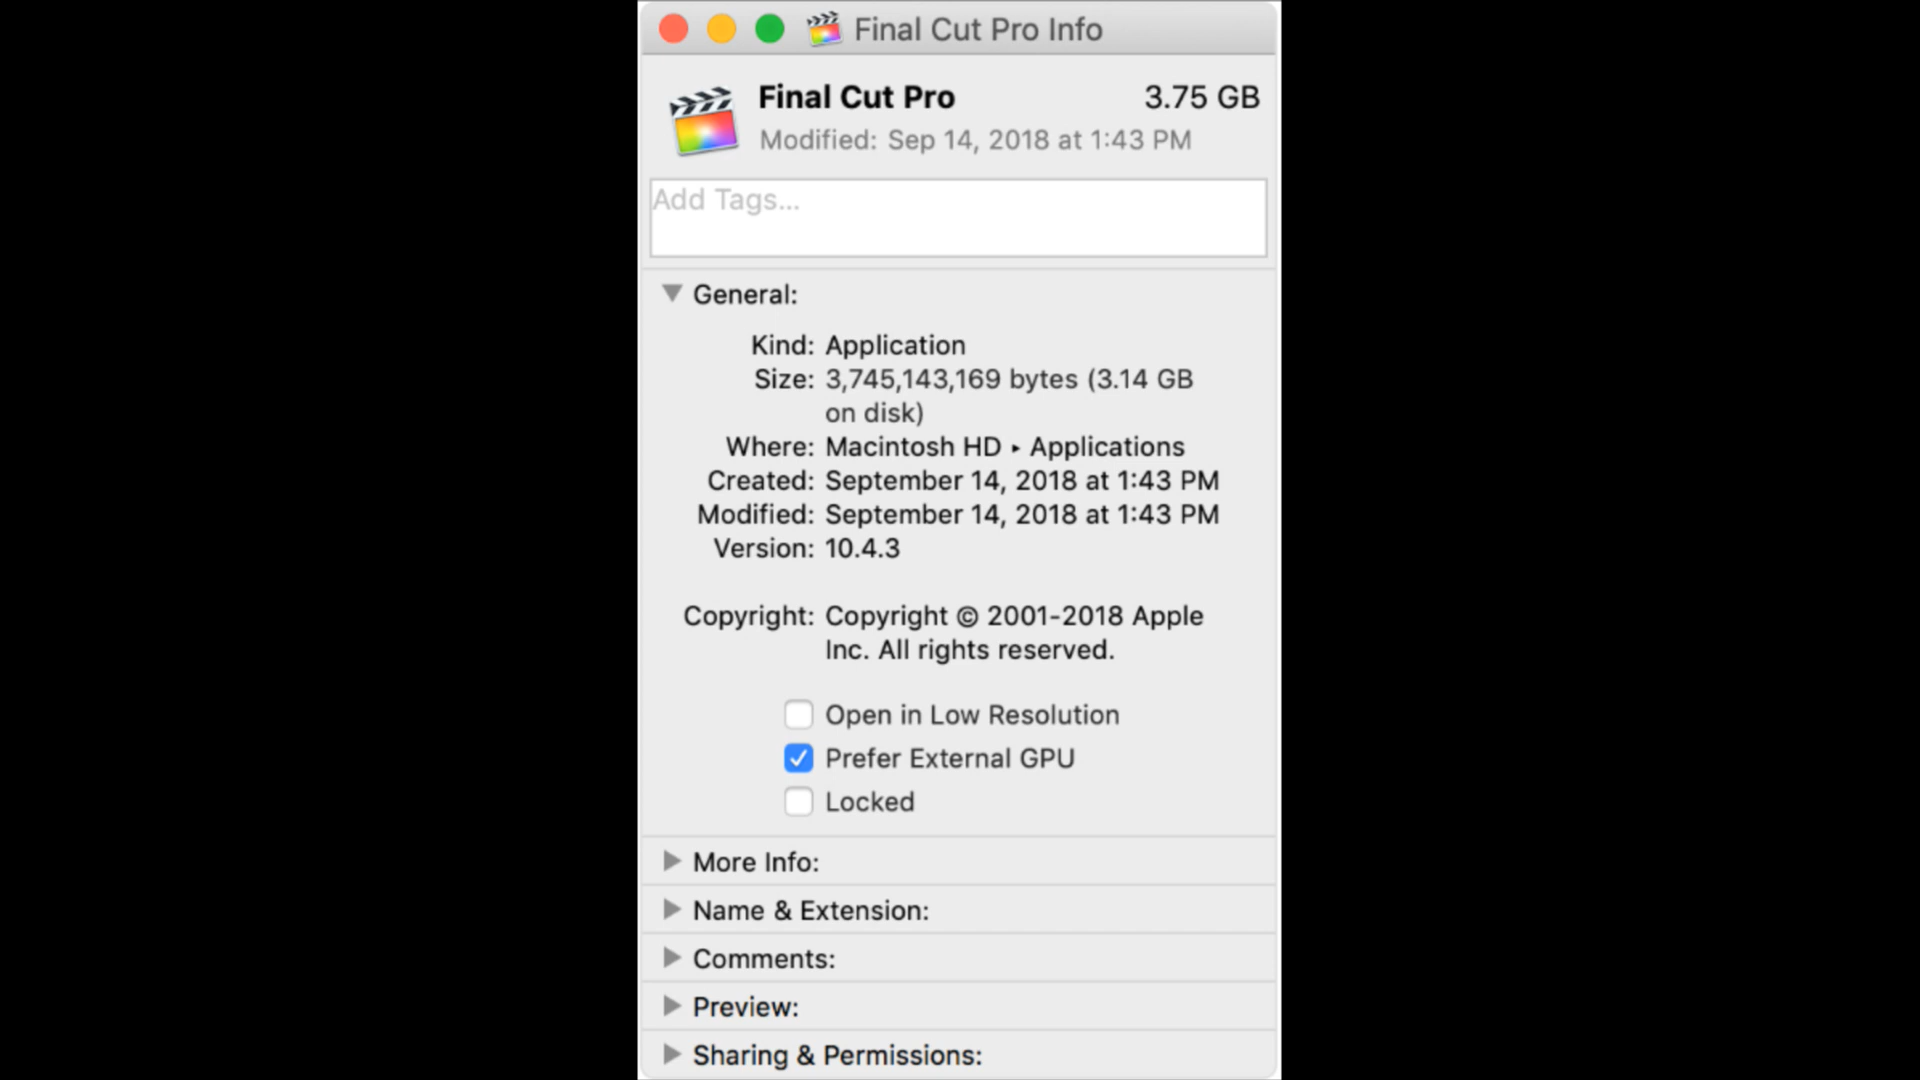 Final Cut Pro Info
Final Cut Pro 3.75 GB
Modified: Sep 14, 2018 at 1:43 PM
Add Tags...
General:
Kind: Application
Size: 3,745,143,169 bytes (3.14 GB
on disk)
Where: Macintosh HD ▸ Applications
Created: September 14, 2018 at 1:43 PM
Modified: September 14, 2018 at 1:43 PM
Version: 10.4.3
Copyright: Copyright © 2001-2018 Apple
Inc. All rights reserved.
Open in Low Resolution
Prefer External GPU
Locked
More Info:
Name & Extension:
Comments:
Preview:
Sharing & Permissions: